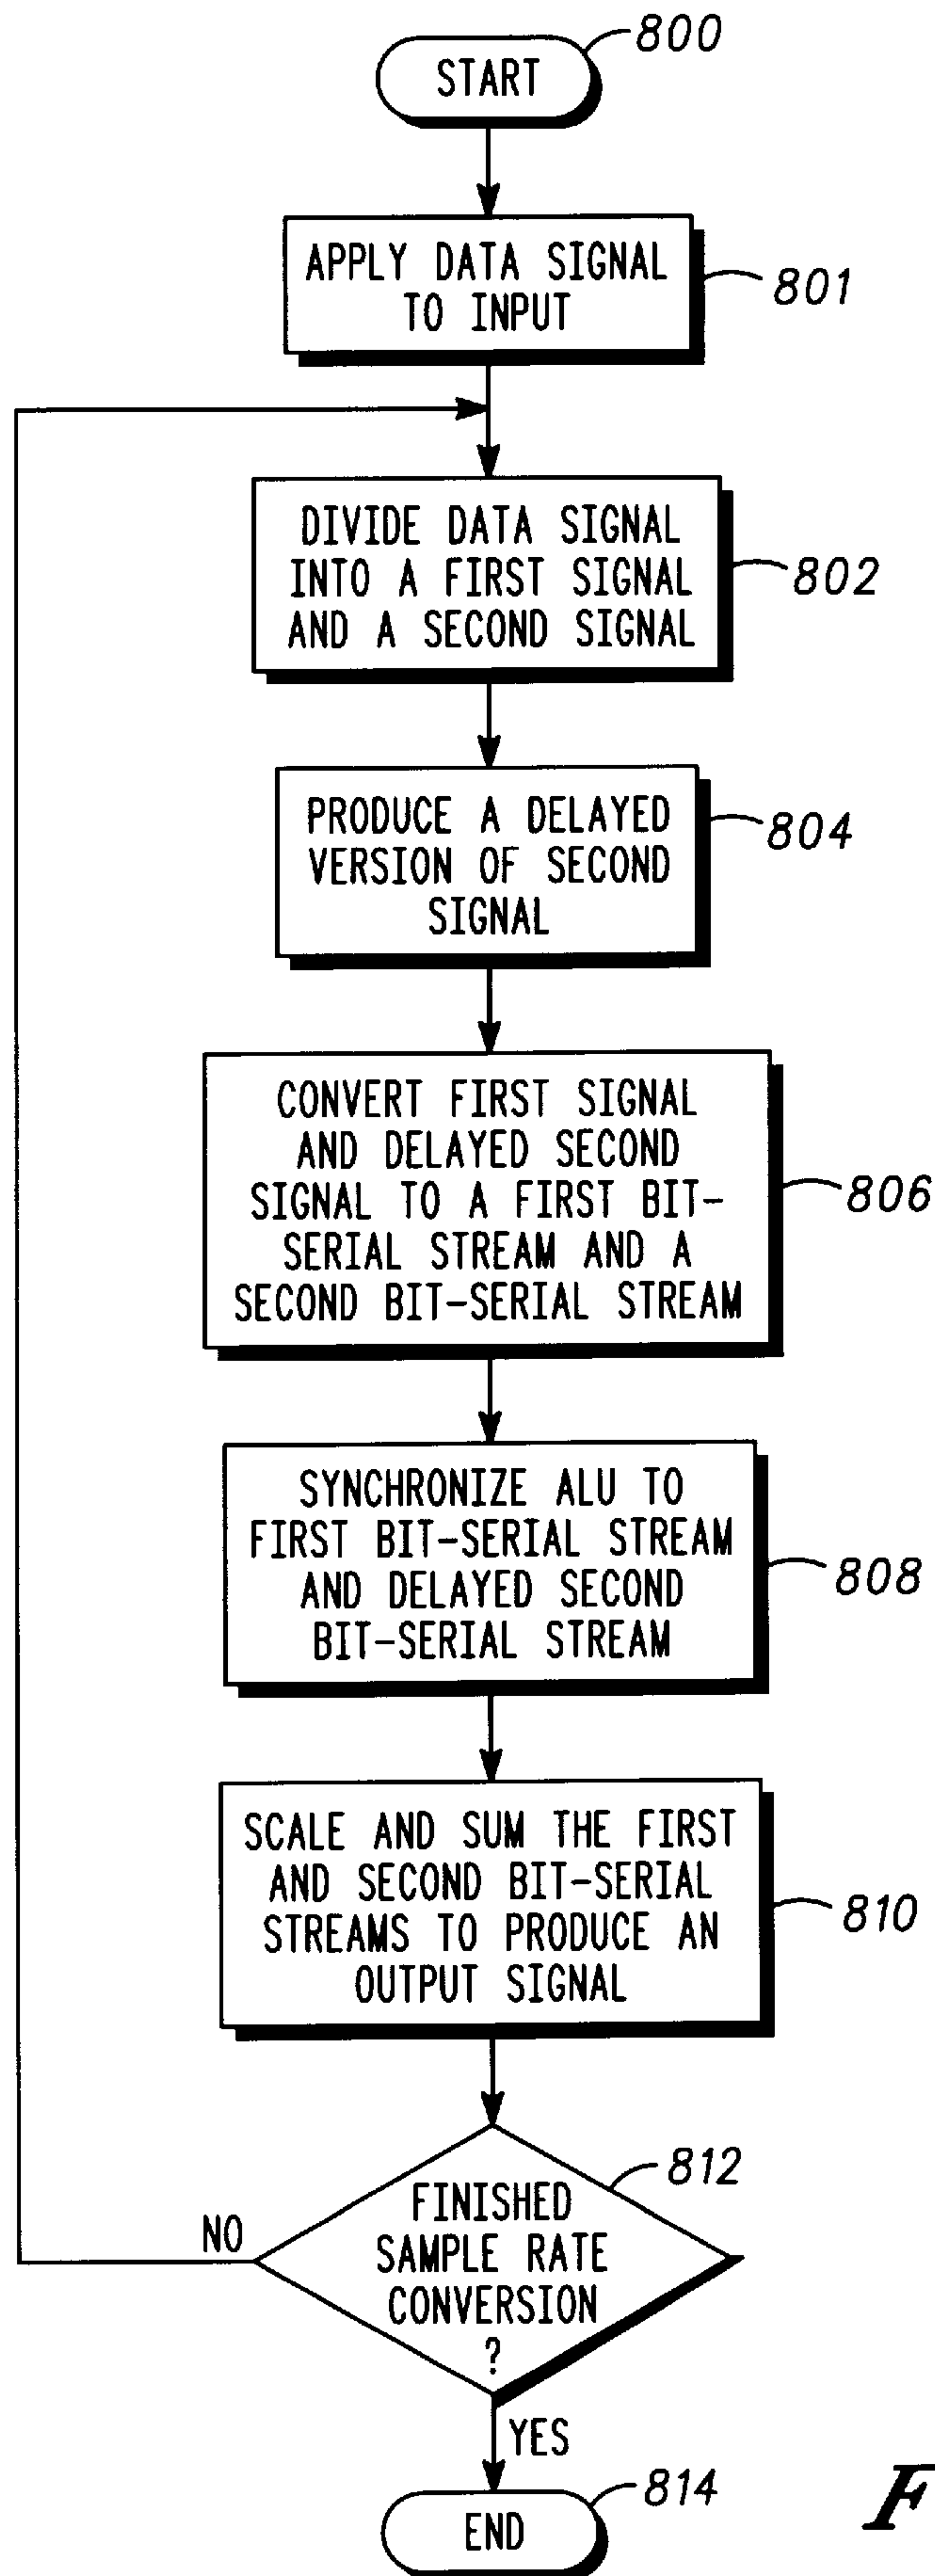 800
START
APPLY DATA SIGNAL
TO INPUT
801
DIVIDE DATA SIGNAL
INTO A FIRST SIGNAL
AND A SECOND SIGNAL
802
PRODUCE A DELAYED
VERSION OF SECOND
SIGNAL
804
CONVERT FIRST SIGNAL
AND DELAYED SECOND
SIGNAL TO A FIRST BIT-
SERIAL STREAM AND A
SECOND BIT-SERIAL STREAM
806
SYNCHRONIZE ALU TO
FIRST BIT-SERIAL STREAM
AND DELAYED SECOND
BIT-SERIAL STREAM
808
SCALE AND SUM THE FIRST
AND SECOND BIT-SERIAL
STREAMS TO PRODUCE AN
OUTPUT SIGNAL
810
812
FINISHED
SAMPLE RATE
CONVERSION
?
NO
YES
814
END
F